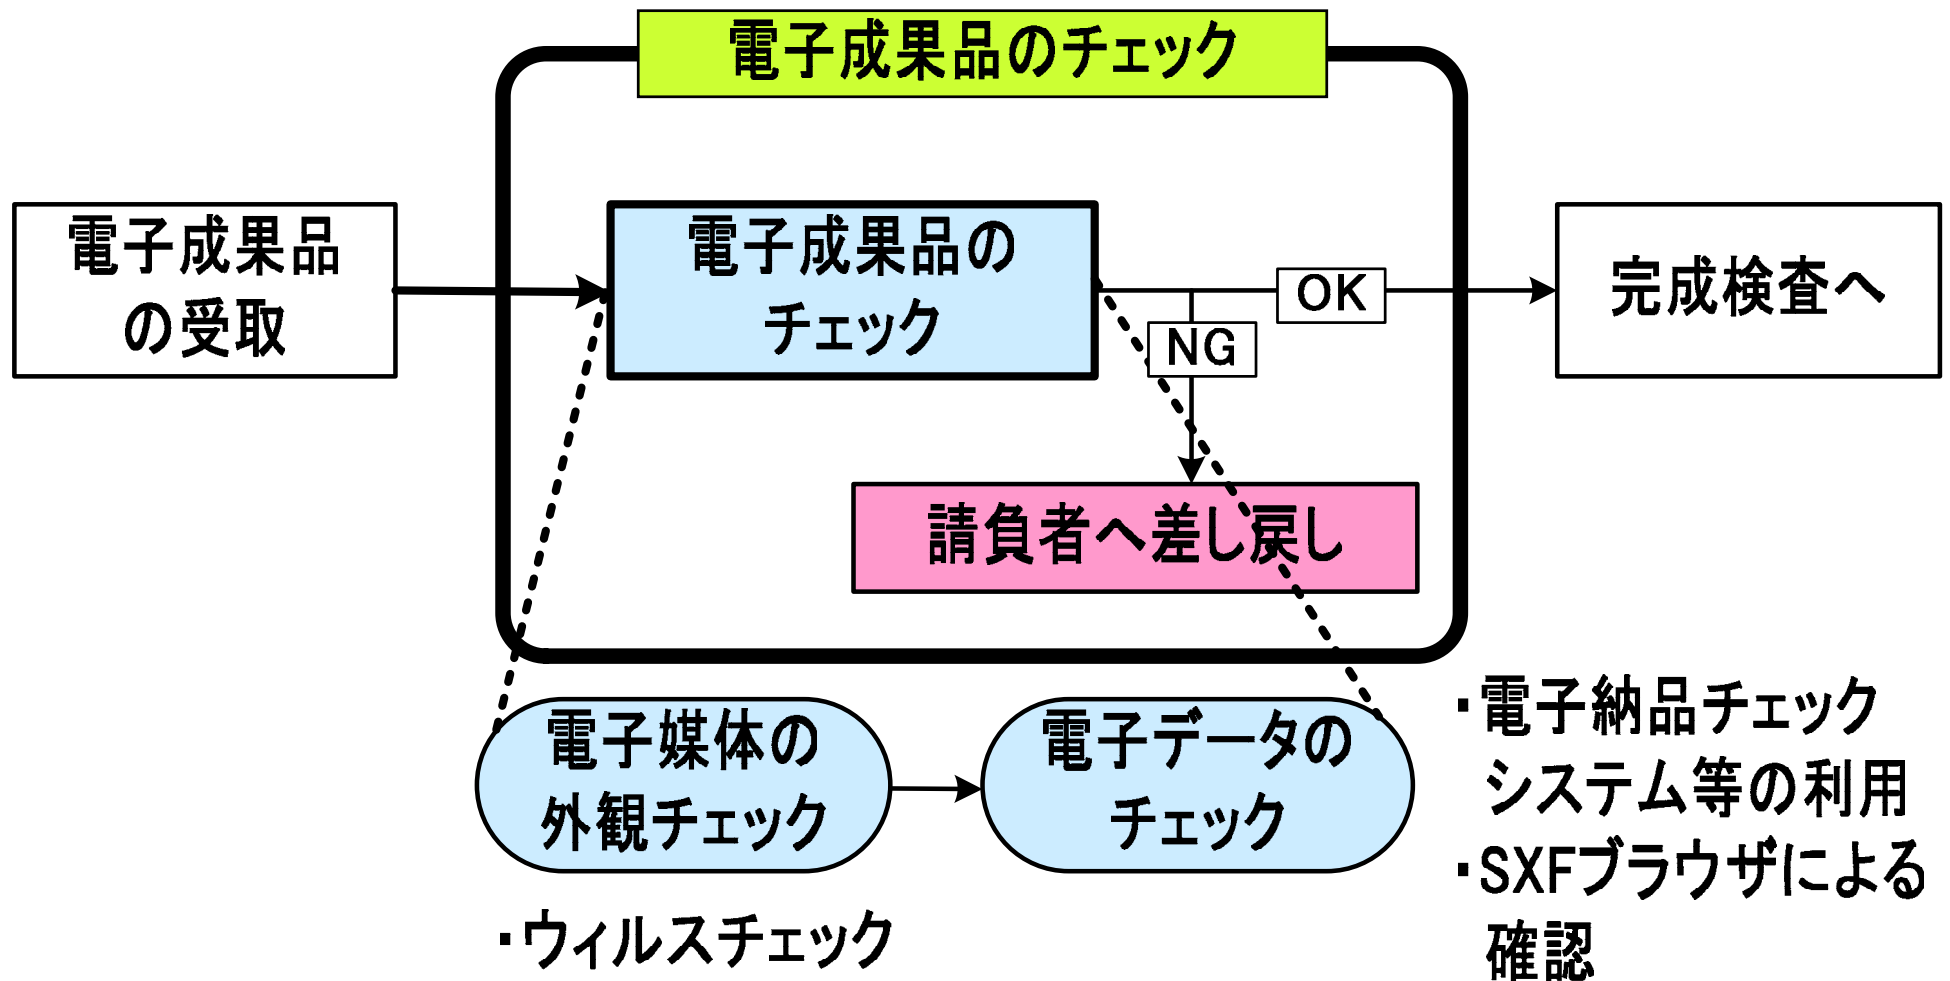 電子成果品のチェック
電子成果品
の受取
電子成果品の
チェック
OK
NG
完成検査へ
請負者へ差し戻し
電子媒体の
外観チェック
電子データの
チェック
・ウィルスチェック
・電子納品チェック
システム等の利用
・SXFブラウザによる
確認